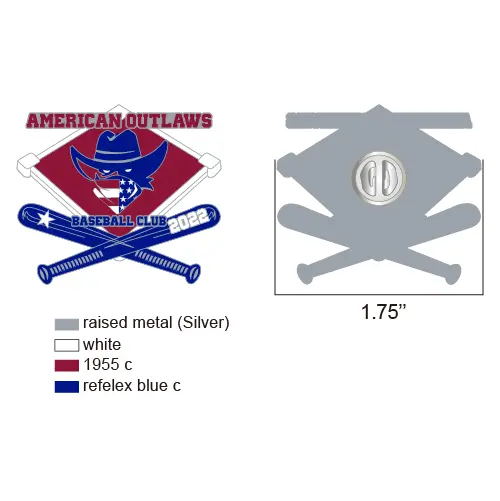 AMERICAN OUTLAWS
BASEBALL CLUB
2022
1.75”
raised metal (Silver)
white
1955 c
refelex blue c